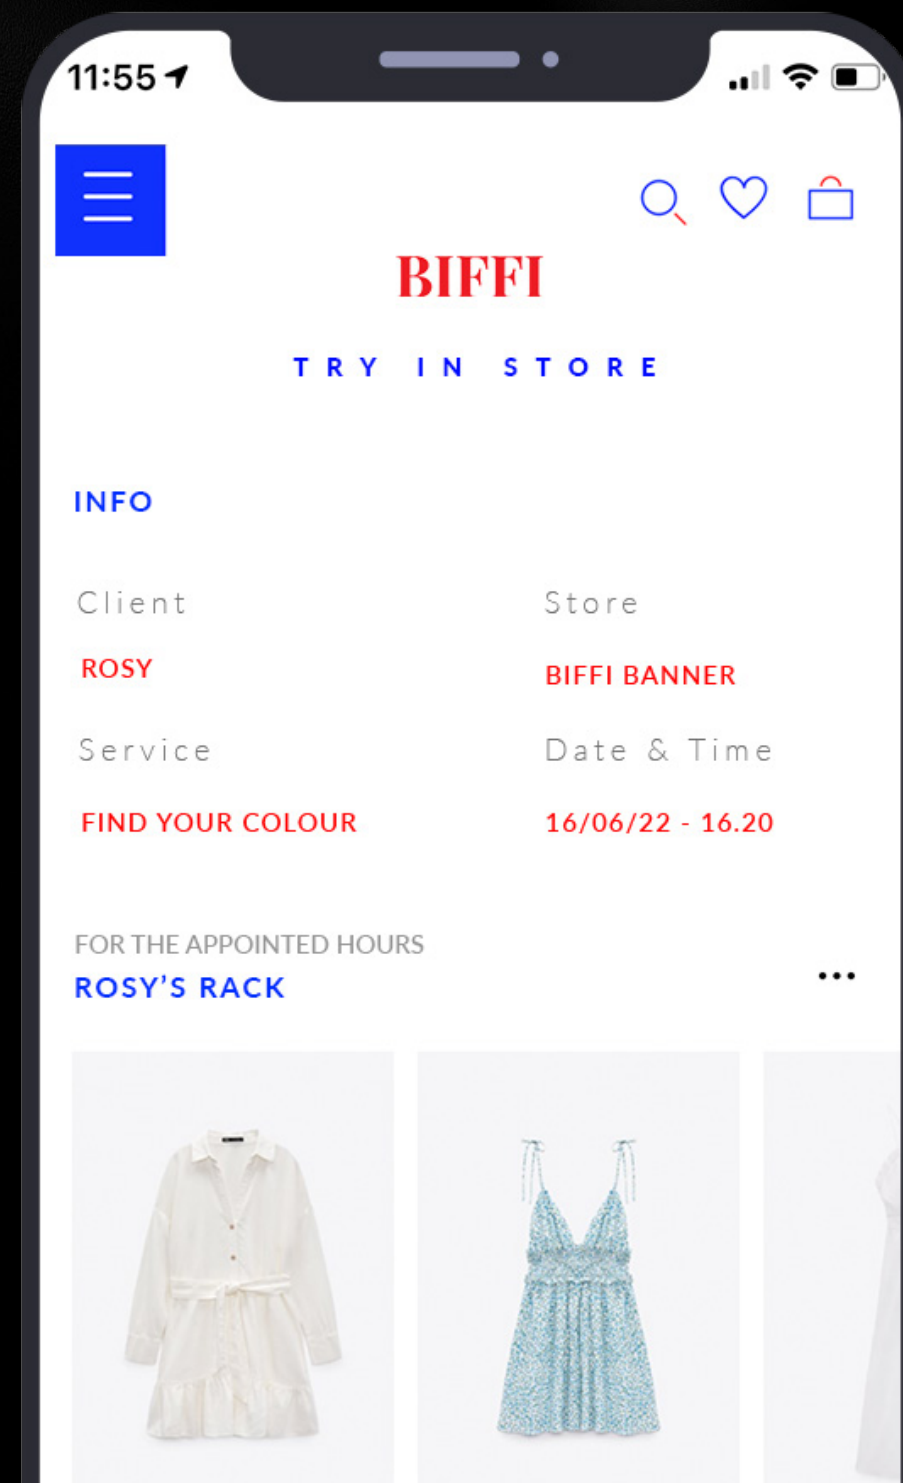 11:55
BIFFI
TRY IN STORE
INFO
Client
Store
ROSY
BIFFI BANNER
Service
Date & Time
FIND YOUR COLOUR
16/06/22 - 16.20
FOR THE APPOINTED HOURS
ROSY’S RACK